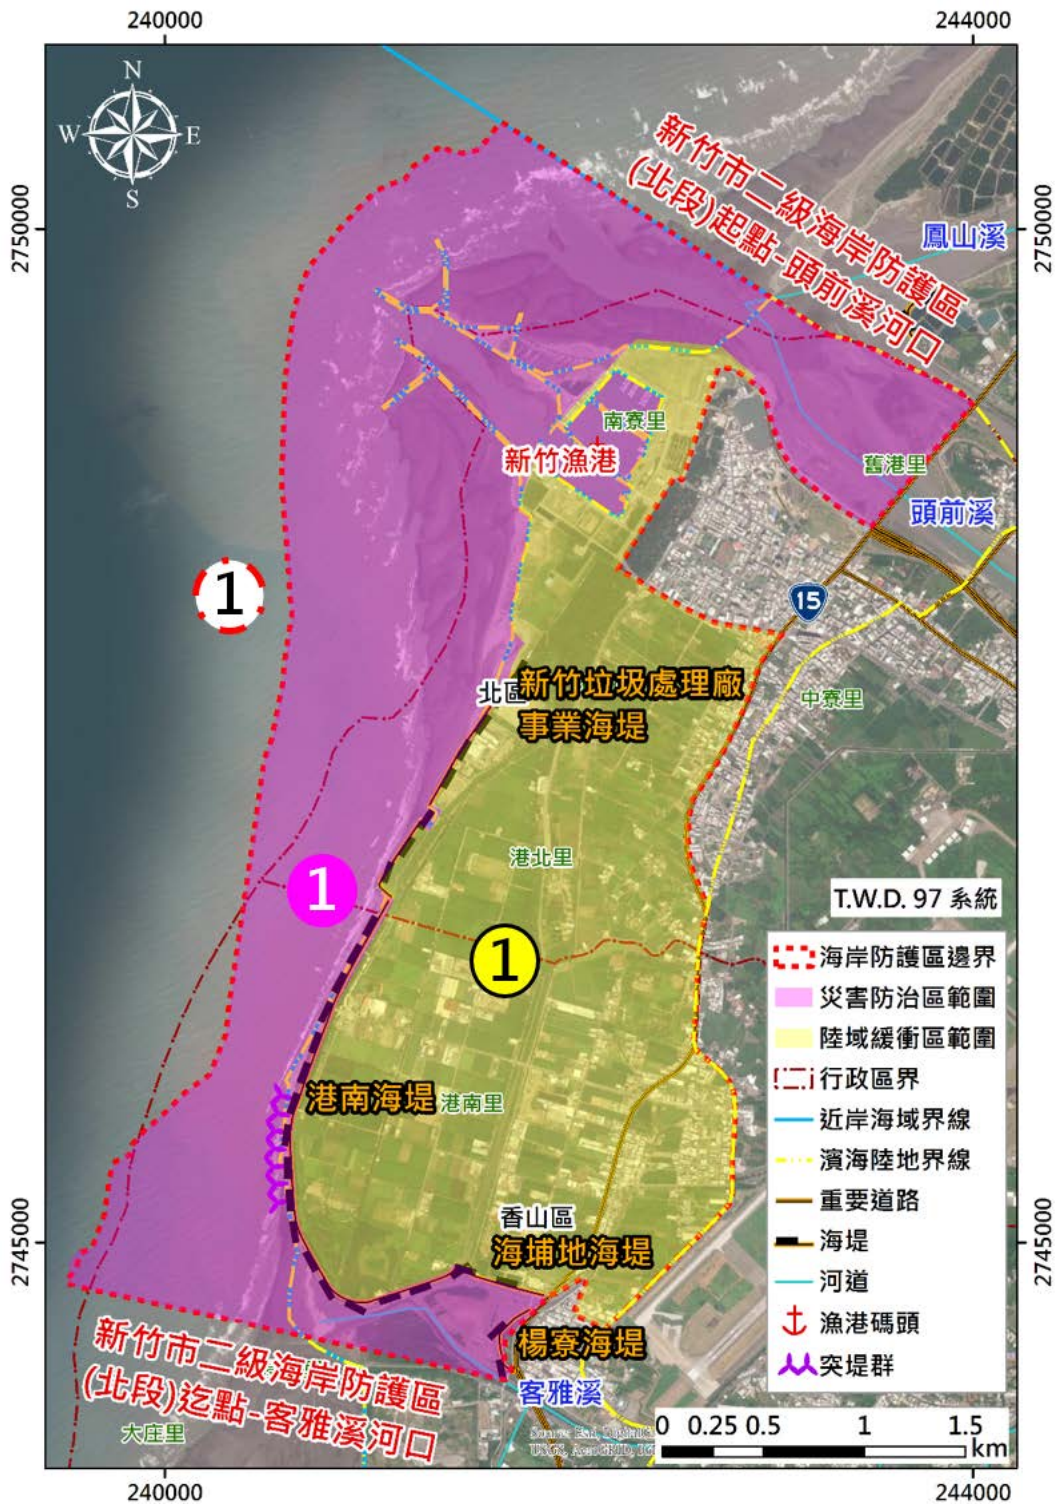 240000
244000
N
W
E
S
2750000
2750000
新竹市二級海岸防護區
(北段)起點-頭前溪河口
鳳山溪
南寮里
新竹漁港
舊港里
頭前溪
1
15
北區
新竹垃圾處理廠
事業海堤
中寮里
港北里
1
1
T.W.D. 97 系統
海岸防護區邊界
災害防治區範圍
陸域緩衝區範圍
行政區界
近岸海域界線
濱海陸地界線
重要道路
海堤
河道
漁港碼頭
突堤群
港南海堤
港南里
香山區
海埔地海堤
2745000
2745000
楊寮海堤
新竹市二級海岸防護區
(北段)迄點-客雅溪河口
客雅溪
大庄里
0 0.25 0.5 1 1.5
km
240000
244000